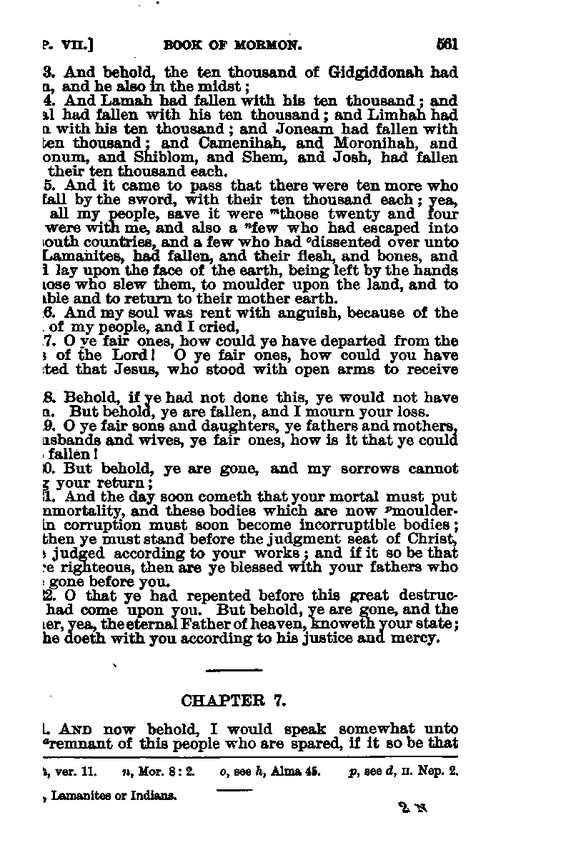 P. VII.] BOOK OF MORMON. 561
3. And behold, the ten thousand of Gidgiddonah had
, and he also in the midst;
4. And Lamah had fallen with his ten thousand; and
al had fallen with his ten thousand; and Limhah had
n with his ten thousand; and Joneam had fallen with
ten thousand; and Camenihah, and Moronihah, and
onum, and Shiblom, and Shem, and Josh, had fallen
their ten thousand each.
5. And it came to pass that there were ten more who
fall by the sword, with their ten thousand each; yea,
all my people, save it were ᵐthose twenty and four
were with me, and also a ⁿfew who had escaped into
outh countries, and a few who had ᵒdissented over unto
Lamanites, had fallen, and their flesh, and bones, and
l lay upon the face of the earth, being left by the hands
ose who slew them, to moulder upon the land, and to
ble and to return to their mother earth.
6. And my soul was rent with anguish, because of the
of my people, and I cried,
7. O ye fair ones, how could ye have departed from the
s of the Lord! O ye fair ones, how could you have
ted that Jesus, who stood with open arms to receive
8. Behold, if ye had not done this, ye would not have
n. But behold, ye are fallen, and I mourn your loss.
9. O ye fair sons and daughters, ye fathers and mothers,
usbands and wives, ye fair ones, how is it that ye could
fallen!
0. But behold, ye are gone, and my sorrows cannot
g your return;
1. And the day soon cometh that your mortal must put
mmortality, and these bodies which are now ᵖmoulder-
in corruption must soon become incorruptible bodies;
then ye must stand before the judgment seat of Christ,
judged according to your works; and if it so be that
re righteous, then are ye blessed with your fathers who
gone before you.
2. O that ye had repented before this great destruc-
had come upon you. But behold, ye are gone, and the
er, yea, the eternal Father of heaven, knoweth your state;
he doeth with you according to his justice and mercy.
CHAPTER 7.
1. AND now behold, I would speak somewhat unto
ᵃremnant of this people who are spared, if it so be that
, ver. 11. n, Mor. 8: 2. o, see h, Alma 45. p, see d, II. Nep. 2.
, Lamanites or Indians.